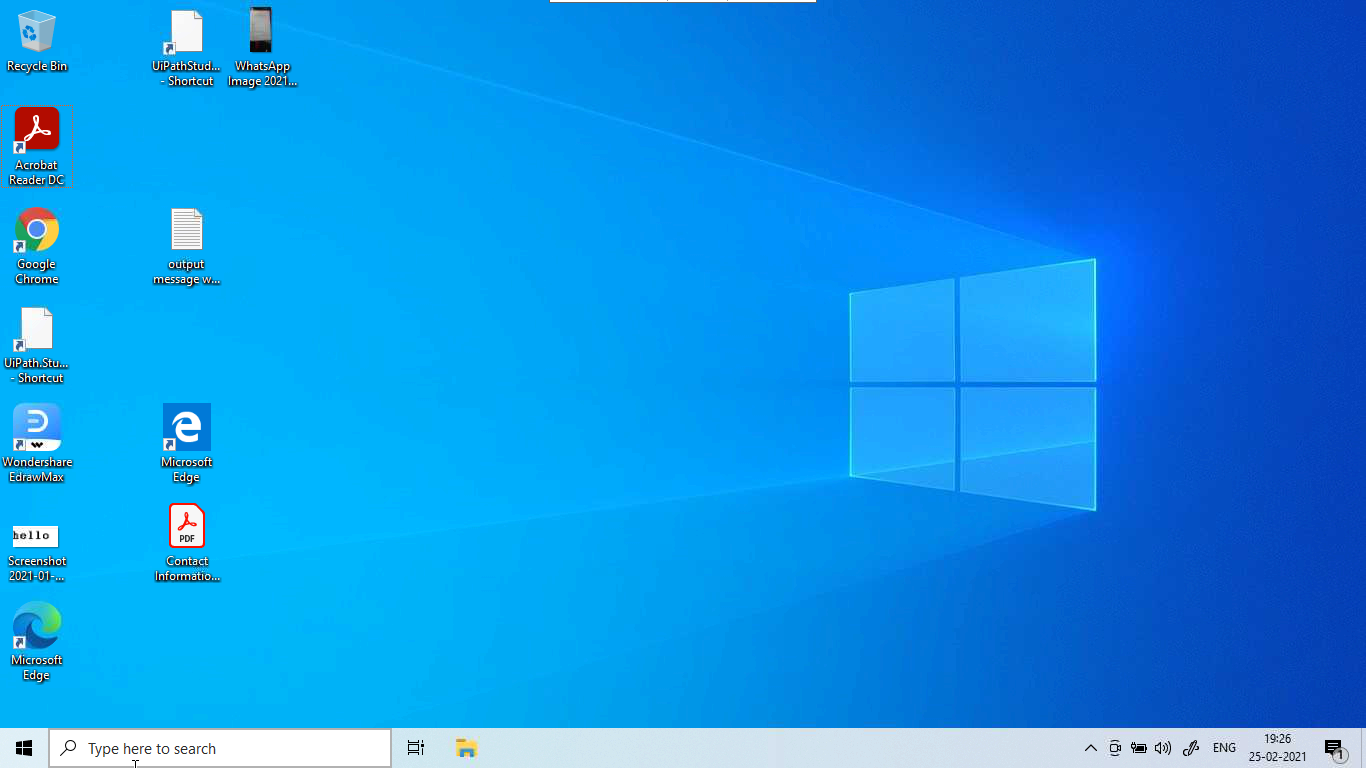 Recycle Bin
UiPathStud...
- Shortcut
WhatsApp
Image 2021...
Acrobat
Reader DC
Google
Chrome
output
message w...
UiPath.Stu...
- Shortcut
Wondershare
EdrawMax
Microsoft
Edge
hello
Screenshot
2021-01-...
PDF
Contact
Informatio...
Microsoft
Edge
Type here to search
ENG
19:26
25-02-2021
1